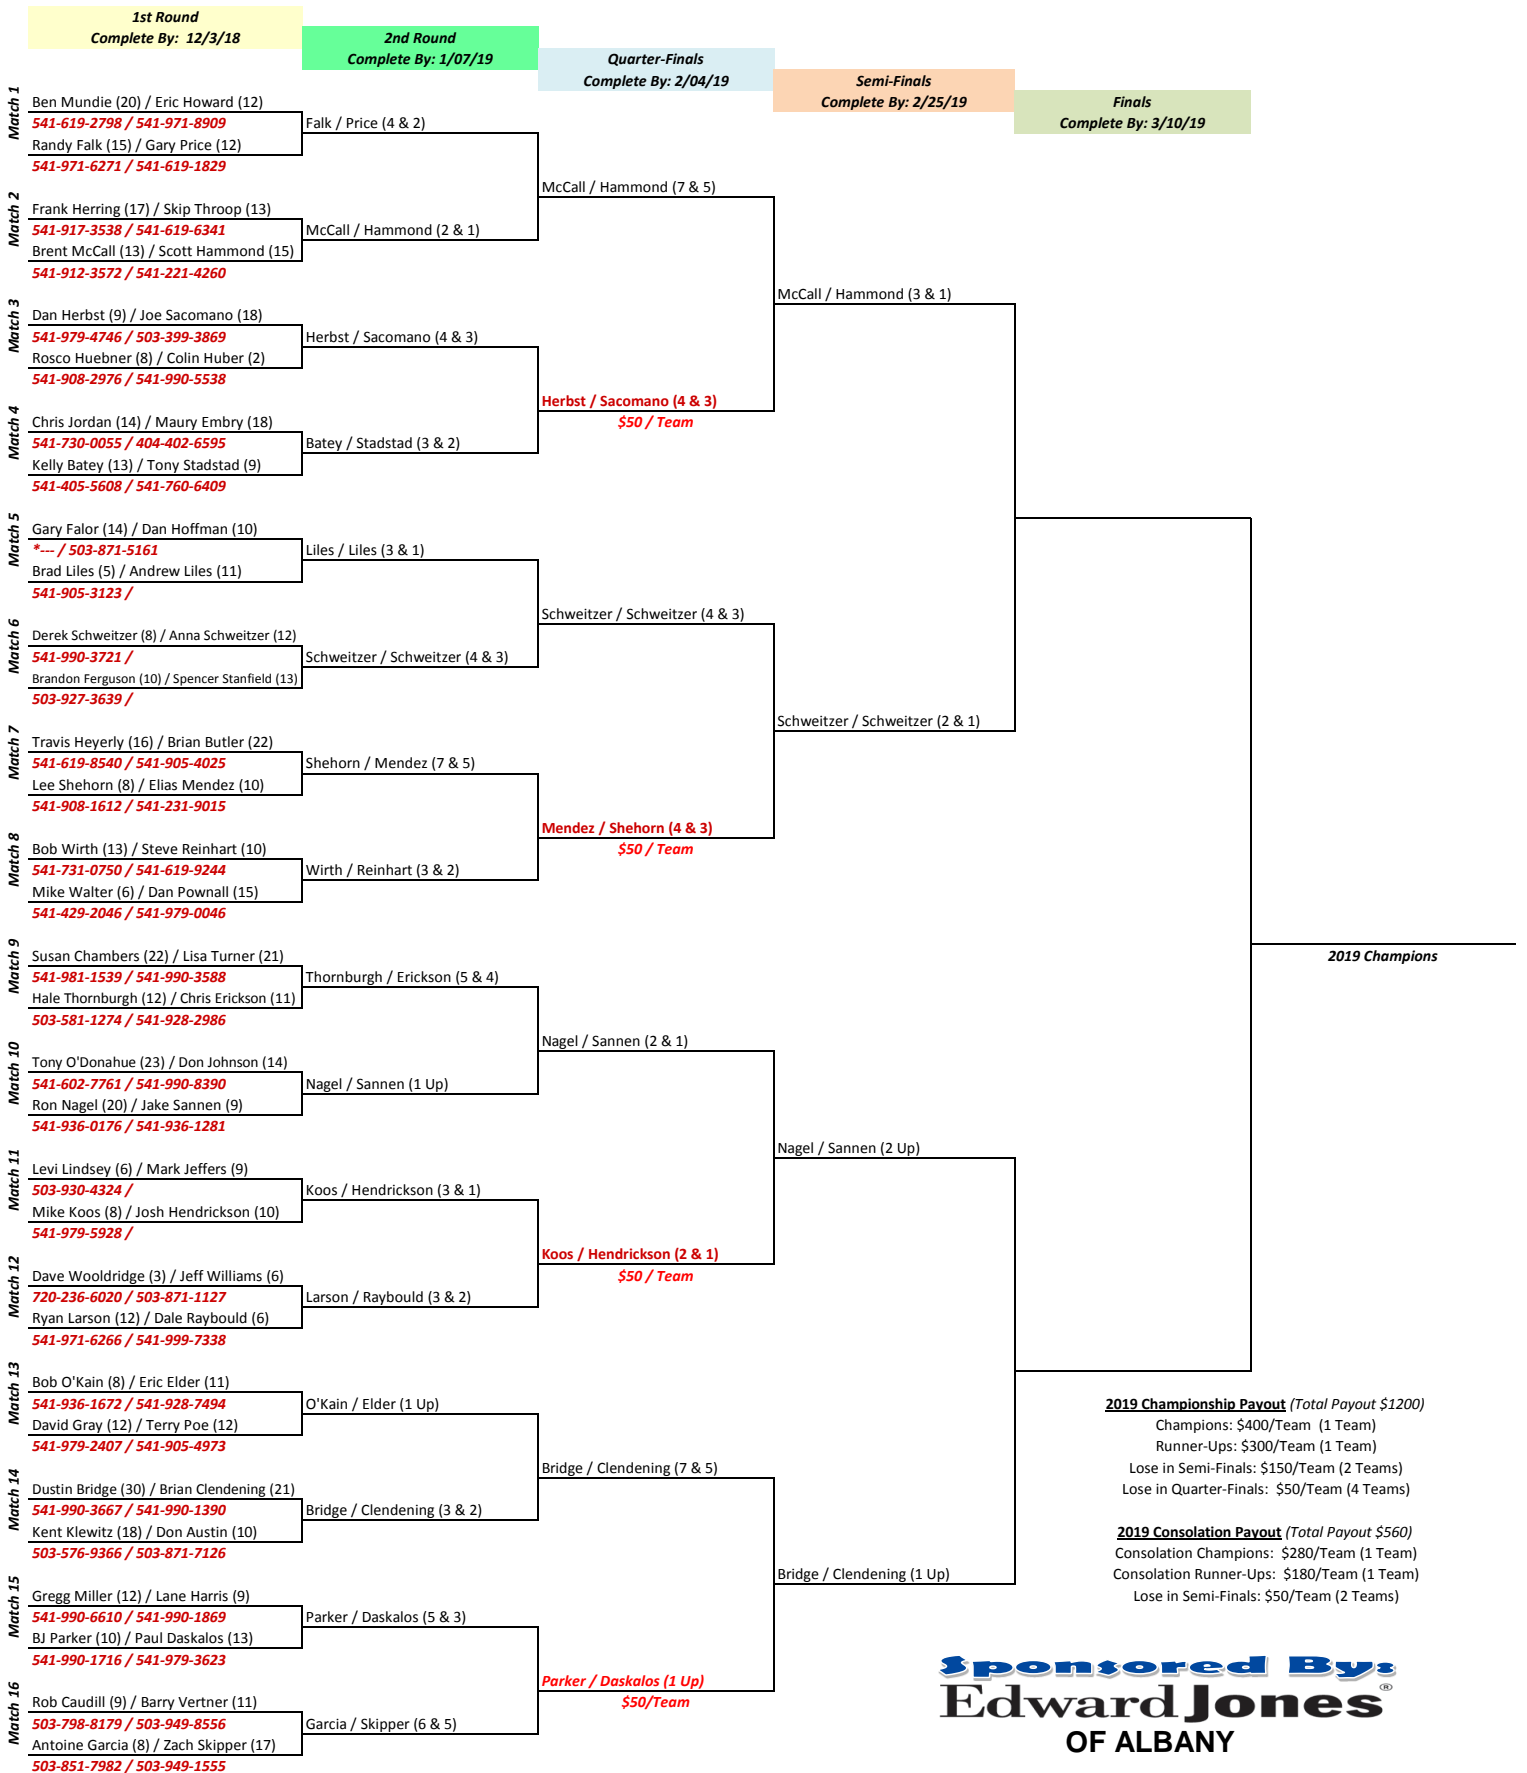 1st Round
Complete By: 12/3/18
2nd Round
Complete By: 1/07/19
Quarter-Finals
Complete By: 2/04/19
Semi-Finals
Complete By: 2/25/19
Finals
Complete By: 3/10/19
Match 1
Ben Mundie (20) / Eric Howard (12)
541-619-2798 / 541-971-8909
Randy Falk (15) / Gary Price (12)
541-971-6271 / 541-619-1829
Match 2
Frank Herring (17) / Skip Throop (13)
541-917-3538 / 541-619-6341
Brent McCall (13) / Scott Hammond (15)
541-912-3572 / 541-221-4260
Match 3
Dan Herbst (9) / Joe Sacomano (18)
541-979-4746 / 503-399-3869
Rosco Huebner (8) / Colin Huber (2)
541-908-2976 / 541-990-5538
Match 4
Chris Jordan (14) / Maury Embry (18)
541-730-0055 / 404-402-6595
Kelly Batey (13) / Tony Stadstad (9)
541-405-5608 / 541-760-6409
Match 5
Gary Falor (14) / Dan Hoffman (10)
*--- / 503-871-5161
Brad Liles (5) / Andrew Liles (11)
541-905-3123 /
Match 6
Derek Schweitzer (8) / Anna Schweitzer (12)
541-990-3721 /
Brandon Ferguson (10) / Spencer Stanfield (13)
503-927-3639 /
Match 7
Travis Heyerly (16) / Brian Butler (22)
541-619-8540 / 541-905-4025
Lee Shehorn (8) / Elias Mendez (10)
541-908-1612 / 541-231-9015
Match 8
Bob Wirth (13) / Steve Reinhart (10)
541-731-0750 / 541-619-9244
Mike Walter (6) / Dan Pownall (15)
541-429-2046 / 541-979-0046
Match 9
Susan Chambers (22) / Lisa Turner (21)
541-981-1539 / 541-990-3588
Hale Thornburgh (12) / Chris Erickson (11)
503-581-1274 / 541-928-2986
Match 10
Tony O'Donahue (23) / Don Johnson (14)
541-602-7761 / 541-990-8390
Ron Nagel (20) / Jake Sannen (9)
541-936-0176 / 541-936-1281
Match 11
Levi Lindsey (6) / Mark Jeffers (9)
503-930-4324 /
Mike Koos (8) / Josh Hendrickson (10)
541-979-5928 /
Match 12
Dave Wooldridge (3) / Jeff Williams (6)
720-236-6020 / 503-871-1127
Ryan Larson (12) / Dale Raybould (6)
541-971-6266 / 541-999-7338
Match 13
Bob O'Kain (8) / Eric Elder (11)
541-936-1672 / 541-928-7494
David Gray (12) / Terry Poe (12)
541-979-2407 / 541-905-4973
Match 14
Dustin Bridge (30) / Brian Clendening (21)
541-990-3667 / 541-990-1390
Kent Klewitz (18) / Don Austin (10)
503-576-9366 / 503-871-7126
Match 15
Gregg Miller (12) / Lane Harris (9)
541-990-6610 / 541-990-1869
BJ Parker (10) / Paul Daskalos (13)
541-990-1716 / 541-979-3623
Match 16
Rob Caudill (9) / Barry Vertner (11)
503-798-8179 / 503-949-8556
Antoine Garcia (8) / Zach Skipper (17)
503-851-7982 / 503-949-1555
Falk / Price (4 & 2)
McCall / Hammond (2 & 1)
Herbst / Sacomano (4 & 3)
Batey / Stadstad (3 & 2)
Liles / Liles (3 & 1)
Schweitzer / Schweitzer (4 & 3)
Shehorn / Mendez (7 & 5)
Wirth / Reinhart (3 & 2)
Thornburgh / Erickson (5 & 4)
Nagel / Sannen (1 Up)
Koos / Hendrickson (3 & 1)
Larson / Raybould (3 & 2)
O'Kain / Elder (1 Up)
Bridge / Clendening (3 & 2)
Parker / Daskalos (5 & 3)
Garcia / Skipper (6 & 5)
McCall / Hammond (7 & 5)
Herbst / Sacomano (4 & 3)
$50 / Team
Schweitzer / Schweitzer (4 & 3)
Mendez / Shehorn (4 & 3)
$50 / Team
Nagel / Sannen (2 & 1)
Koos / Hendrickson (2 & 1)
$50 / Team
Bridge / Clendening (7 & 5)
Parker / Daskalos (1 Up)
$50/Team
McCall / Hammond (3 & 1)
Schweitzer / Schweitzer (2 & 1)
Nagel / Sannen (2 Up)
Bridge / Clendening (1 Up)
2019 Champions
2019 Championship Payout (Total Payout $1200)
Champions: $400/Team (1 Team)
Runner-Ups: $300/Team (1 Team)
Lose in Semi-Finals: $150/Team (2 Teams)
Lose in Quarter-Finals: $50/Team (4 Teams)
2019 Consolation Payout (Total Payout $560)
Consolation Champions: $280/Team (1 Team)
Consolation Runner-Ups: $180/Team (1 Team)
Lose in Semi-Finals: $50/Team (2 Teams)
Sponsored By:
Edward Jones®
OF ALBANY